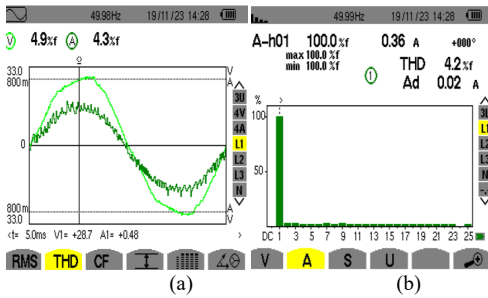 49.98Hz 19/11/23 14:28
V 4.9%f A 4.3%f
33.0 V
800 m A
3U
4V
4A
L1
L2
L3
N
0
800 m A
33.0 V
<t= 5.0ms V1= +28.7 A1= +0.48 >
RMS THD CF
(a)
49.99Hz 19/11/23 14:28
A-h01 100.0 %f 0.36 A +000°
max 100.0 %f
min 100.0 %f
1
THD 4.2 %f
Ad 0.02 A
%
100
50
3U
L1
L2
L3
N
DC 1 3 5 7 9 11 13 15 17 19 21 23 25
V A S U
(b)